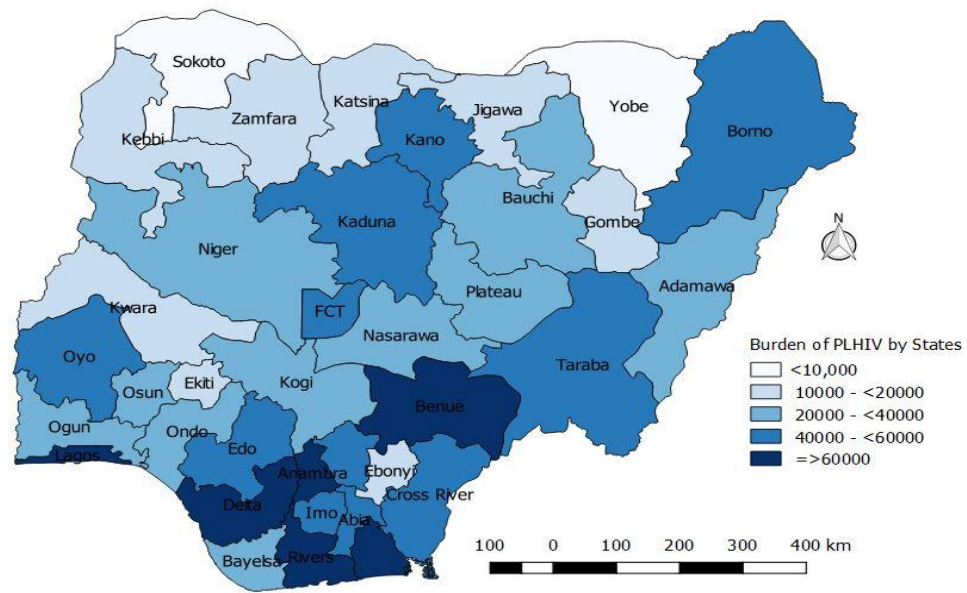 Sokoto
Katsina
Jigawa
Yobe
Zamfara
Kebbi
Kano
Borno
Bauchi
Kaduna
Gombe
Niger
N
Plateau
Adamawa
Kwara
FCT
Nasarawa
Oyo
Taraba
Ekiti
Kogi
Osun
Benue
Ogun
Ondo
Edo
Lagos
Anambra
Ebonyi
Delta
Cross River
Imo
Abia
Bayelsa
Rivers
Burden of PLHIV by States
<10,000
10000 - <20000
20000 - <40000
40000 - <60000
=>60000
100 0 100 200 300 400 km